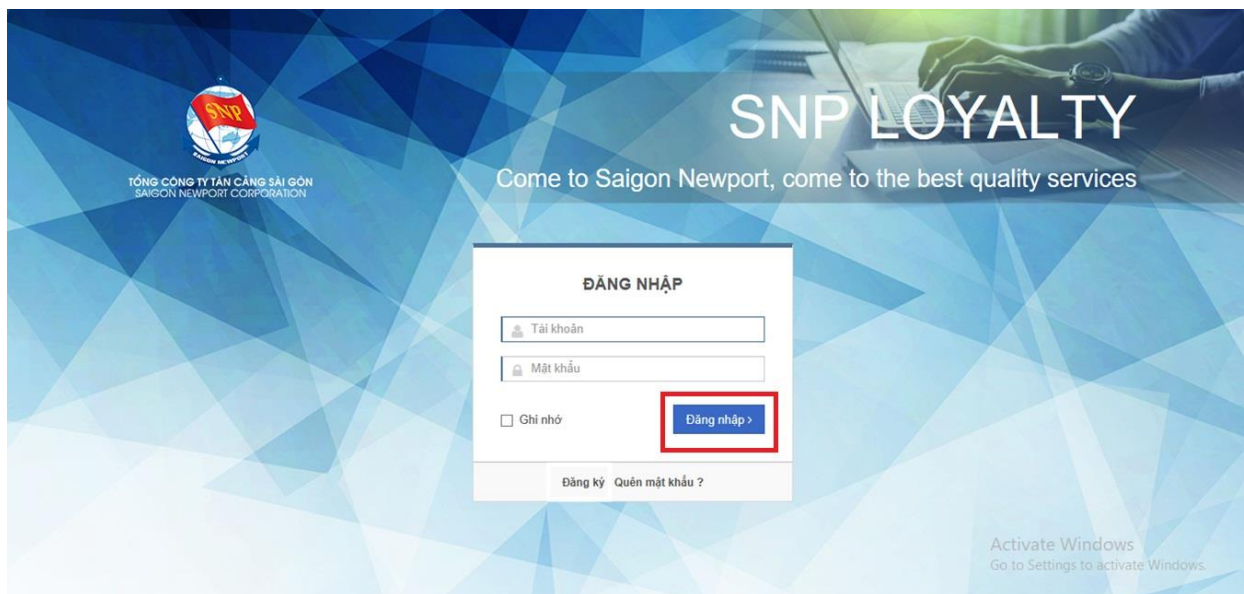 SNP
SAIGON NEWPORT
TỔNG CÔNG TY TÂN CẢNG SÀI GÒN
SAIGON NEWPORT CORPORATION
SNP LOYALTY
Come to Saigon Newport, come to the best quality services
ĐĂNG NHẬP
Tài khoản
Mật khẩu
Ghi nhớ
Đăng nhập >
Đăng ký Quên mật khẩu ?
Activate Windows
Go to Settings to activate Windows.